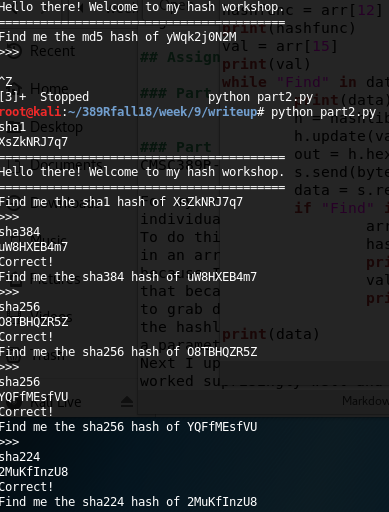 Hello there! Welcome to my hash workshop.
===========================================
Find me the md5 hash of yWqk2j0N2M
>>>
^Z
[3]+  Stopped                 python part2.py
root@kali:~/389Rfall18/week/9/writeup# python part2.py
sha1
XsZkNRJ7q7
===========================================
Hello there! Welcome to my hash workshop.
===========================================
Find me the sha1 hash of XsZkNRJ7q7
>>>
sha384
uW8HXEB4m7
Correct!
Find me the sha384 hash of uW8HXEB4m7
>>>
sha256
O8TBHQZR5Z
Correct!
Find me the sha256 hash of O8TBHQZR5Z
>>>
sha256
YQFfMEsfVU
Correct!
Find me the sha256 hash of YQFfMEsfVU
>>>
sha224
2MuKfInzU8
Correct!
Find me the sha224 hash of 2MuKfInzU8
Recent
Home
Desktop
## Assign
### Part
### Part
CMSC389R
individua
To do thi
in an arr
that beca
to grab d
the hashl
a paramet
Next I up
worked su
hashfunc = arr[12]
print(hashfunc)
val = arr[15]
print(val)
while "Find" in dat
print(data)
h = hashlib
h.update(va
out = h.hex
s.send(byte
data = s.re
if "Find" i
arr
has
pri
val
pri
print(data)
Markdow